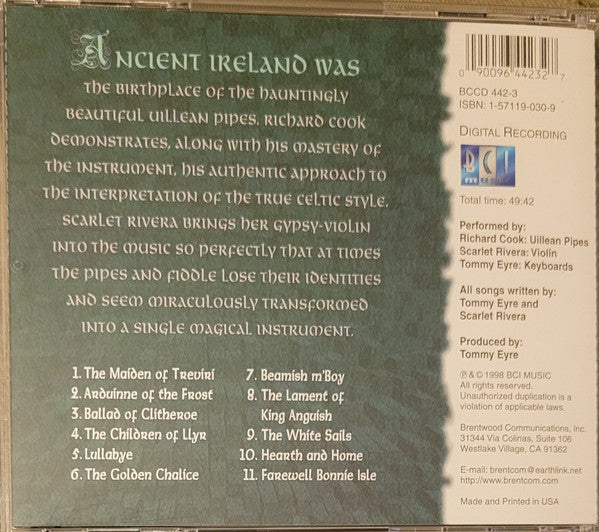 Ancient Ireland was
the birthplace of the hauntingly
beautiful uillean pipes. Richard Cook
demonstrates, along with his mastery of
the instrument, his authentic approach to
the interpretation of the true Celtic style.
Scarlet Rivera brings her gypsy-violin
into the music so perfectly that at times
the pipes and fiddle lose their identities
and seem miraculously transformed
into a single magical instrument.
1. The Maiden of Treviri
2. Arduinne of the Frost
3. Ballad of Clitheroe
4. The Children of Llyr
5. Lullabye
6. The Golden Chalice
7. Beamish m'Boy
8. The Lament of
King Anguish
9. The White Sails
10. Hearth and Home
11. Farewell Bonnie Isle
0 90096 44232 7
BCCD 442-3
ISBN: 1-57119-030-9
DIGITAL RECORDING
BCI
music
Total time: 49:42
Performed by:
Richard Cook: Uillean Pipes
Scarlet Rivera: Violin
Tommy Eyre: Keyboards
All songs written by:
Tommy Eyre and
Scarlet Rivera
Produced by:
Tommy Eyre
℗ & © 1998 BCI MUSIC
All rights reserved.
Unauthorized duplication is a
violation of applicable laws.
Brentwood Communications, Inc.
31344 Via Colinas, Suite 106
Westlake Village, CA 91362
E-mail: brentcom@earthlink.net
http://www.brentcom.com
Made and Printed in USA